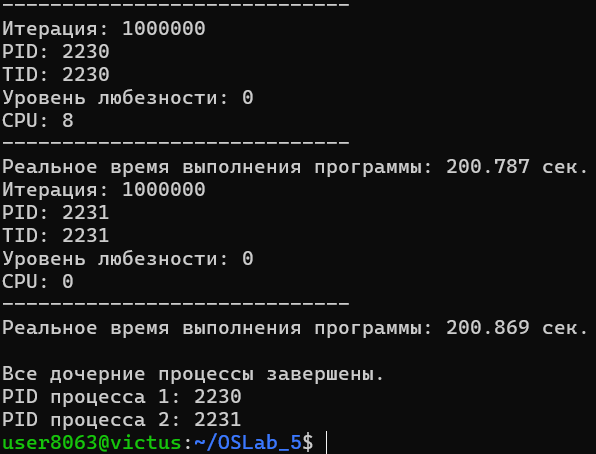 -----------------------------
Итерация: 1000000
PID: 2230
TID: 2230
Уровень любезности: 0
CPU: 8
-----------------------------
Реальное время выполнения программы: 200.787 сек.
Итерация: 1000000
PID: 2231
TID: 2231
Уровень любезности: 0
CPU: 0
-----------------------------
Реальное время выполнения программы: 200.869 сек.
Все дочерние процессы завершены.
PID процесса 1: 2230
PID процесса 2: 2231
user8063@victus:~/OSLab_5$